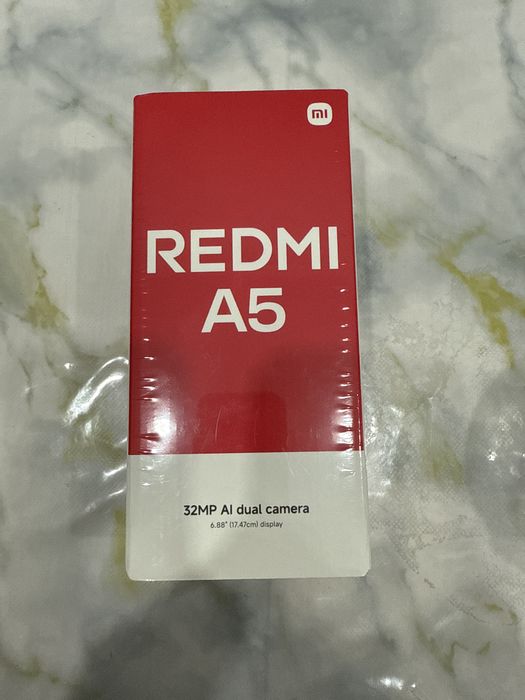 mi
REDMI
A5
32MP AI dual camera
6.88" (17.47cm) display